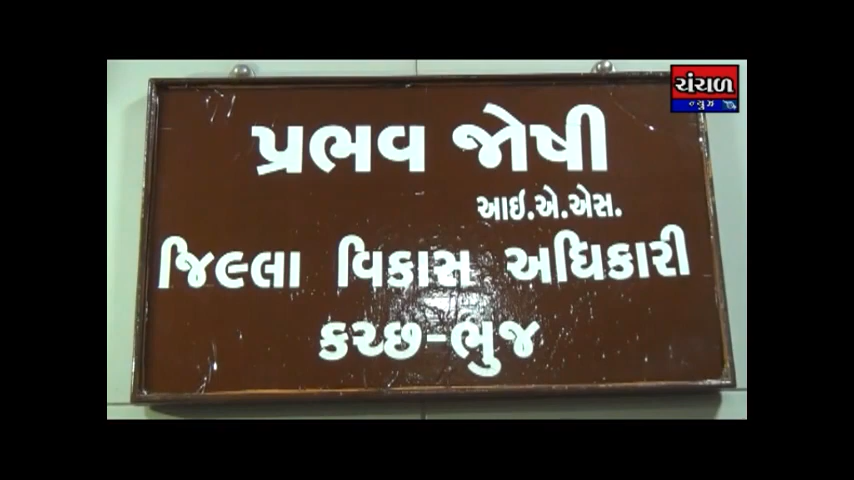 ચંચળ
ન્યુઝ
પ્રભવ જોષી
આઇ.એ.એસ.
જિલ્લા વિકાસ અધિકારી
કચ્છ-ભુજ